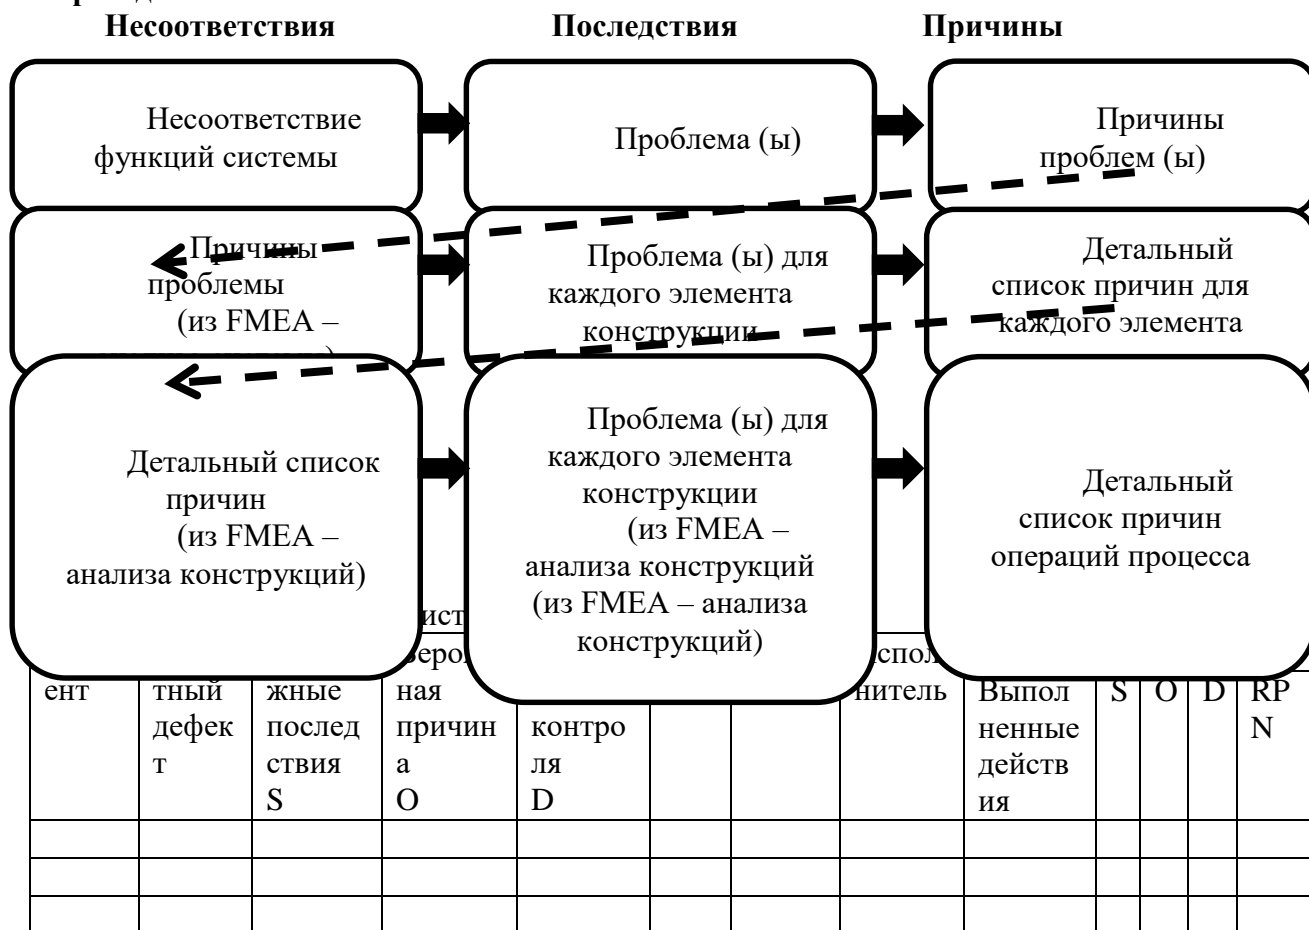 Несоответствия Последствия Причины
Несоответствие
функций системы
Проблема (ы)
Причины
проблем (ы)
Причины
проблемы
(из FMEA –
Проблема (ы) для
каждого элемента
конструкции
Детальный
список причин для
каждого элемента
Детальный список
причин
(из FMEA –
анализа конструкций)
Проблема (ы) для
каждого элемента
конструкции
(из FMEA –
анализа конструкций
(из FMEA – анализа
конструкций)
Детальный
список причин
операций процесса
ент
тный
дефек
т
жные
послед
ствия
S
ная
причин
а
O
контро
ля
D
нитель
Выпол
ненные
действ
ия
S
O
D
RP
N